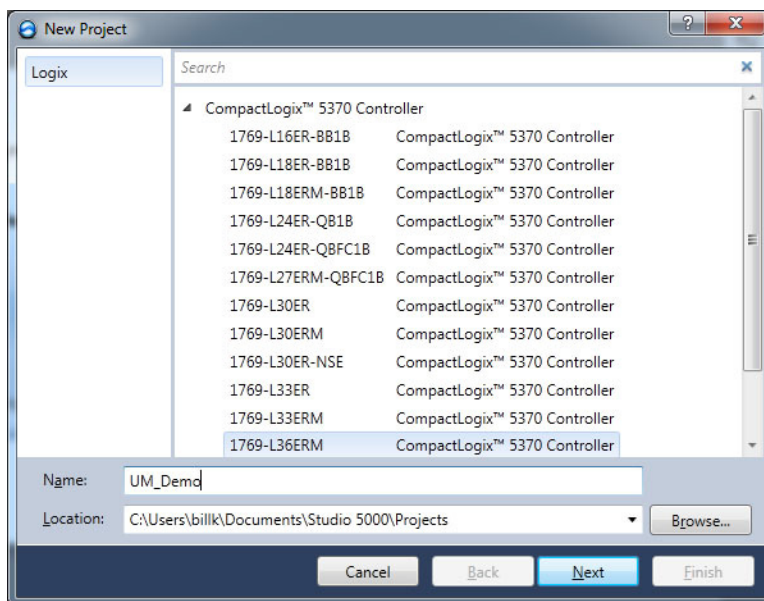 New Project
Logix
Search
CompactLogix™ 5370 Controller
1769-L16ER-BB1B CompactLogix™ 5370 Controller
1769-L18ER-BB1B CompactLogix™ 5370 Controller
1769-L18ERM-BB1B CompactLogix™ 5370 Controller
1769-L24ER-QB1B CompactLogix™ 5370 Controller
1769-L24ER-QBFC1B CompactLogix™ 5370 Controller
1769-L27ERM-QBFC1B CompactLogix™ 5370 Controller
1769-L30ER CompactLogix™ 5370 Controller
1769-L30ERM CompactLogix™ 5370 Controller
1769-L30ER-NSE CompactLogix™ 5370 Controller
1769-L33ER CompactLogix™ 5370 Controller
1769-L33ERM CompactLogix™ 5370 Controller
1769-L36ERM CompactLogix™ 5370 Controller
Name: UM_Demo
Location: C:\Users\billk\Documents\Studio 5000\Projects Browse...
Cancel Back Next Finish